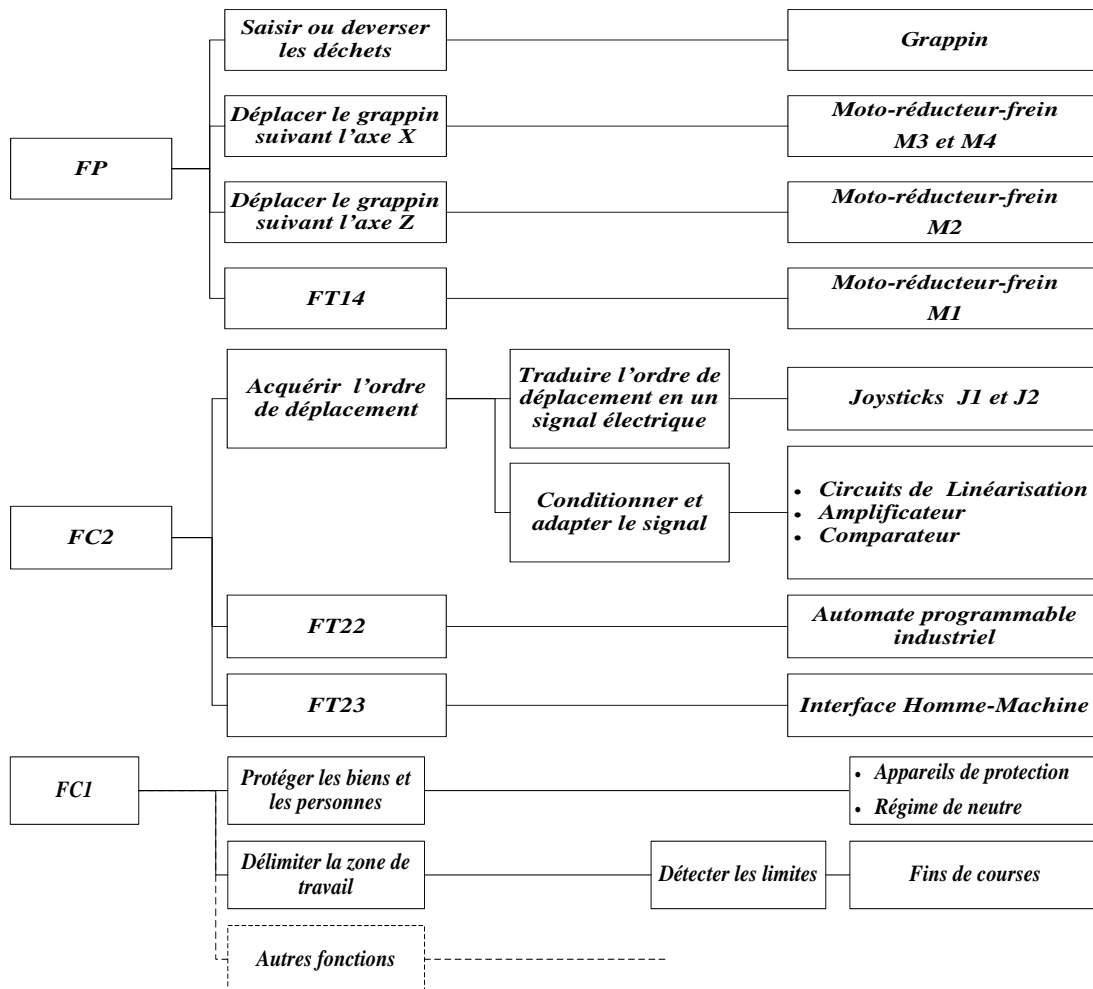 Saisir ou deverser
les déchets
Grappin
Déplacer le grappin
suivant l'axe X
Moto-réducteur-frein
M3 et M4
FP
Déplacer le grappin
suivant l'axe Z
Moto-réducteur-frein
M2
FT14
Moto-réducteur-frein
M1
Acquérir l'ordre
de déplacement
Traduire l'ordre de
déplacement en un
signal électrique
Joysticks J1 et J2
Conditionner et
adapter le signal
• Circuits de Linéarisation
• Amplificateur
• Comparateur
FC2
FT22
Automate programmable
industriel
FT23
Interface Homme-Machine
FC1
Protéger les biens et
les personnes
• Appareils de protection
• Régime de neutre
Délimiter la zone de
travail
Détecter les limites
Fins de courses
Autres fonctions